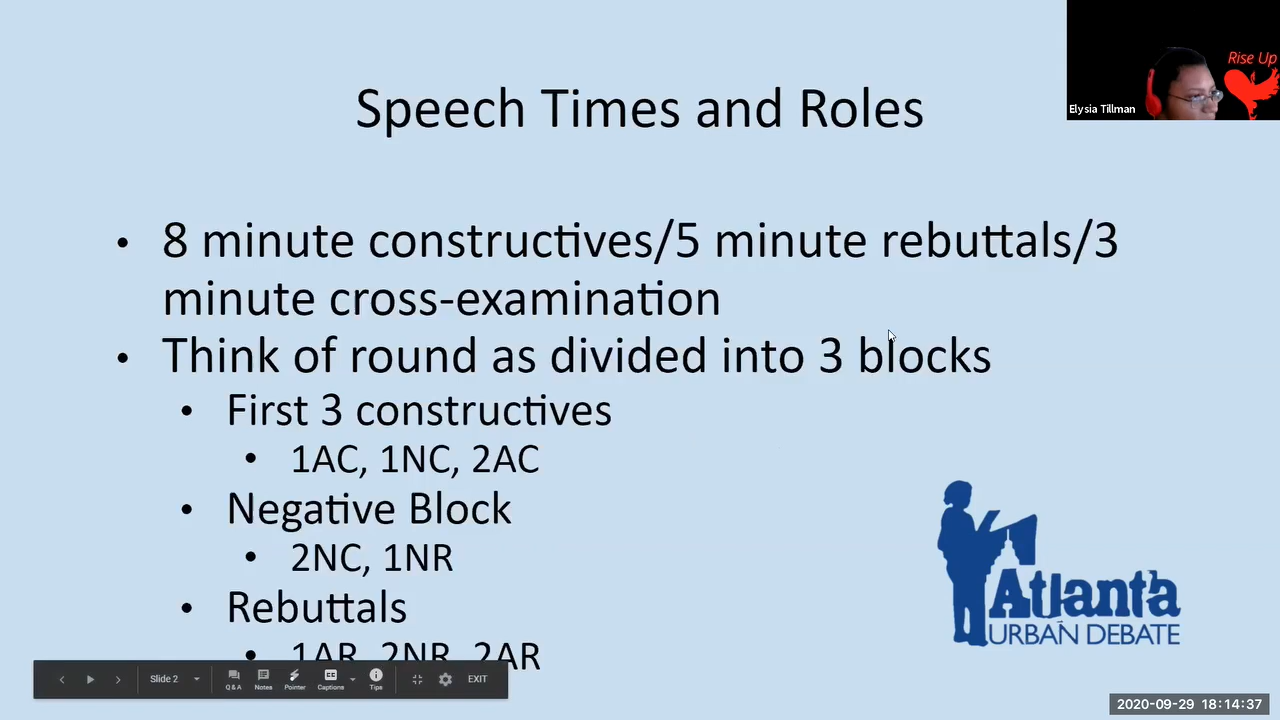 Rise Up
Elysia Tillman
Speech Times and Roles
• 8 minute constructives/5 minute rebuttals/3
minute cross-examination
• Think of round as divided into 3 blocks
• First 3 constructives
• 1AC, 1NC, 2AC
• Negative Block
• 2NC, 1NR
• Rebuttals
• 1AR, 2NR, 2AR
Atlanta
URBAN DEBATE
Slide 2
Q & A
Notes
Pointer
Captions
Tips
EXIT
2020-09-29 18:14:37